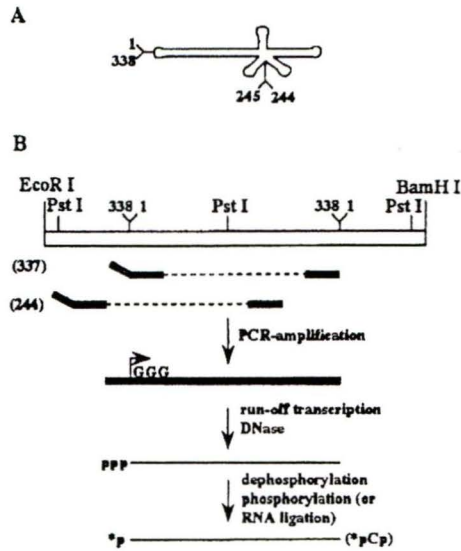 A
1
338
245 244
B
EcoR I
BamH I
Pst I
338 1
Pst I
338 1
Pst I
(337)
(244)
PCR-amplification
GGG
run-off transcription
DNase
ppp
dephosphorylation
phosphorylation (or
RNA ligation)
*p
(*pCp)